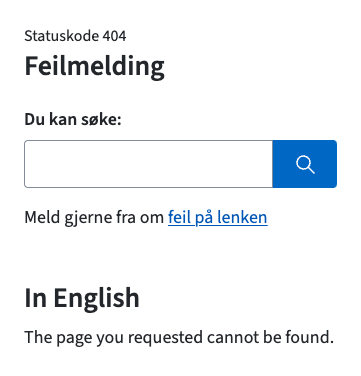 Statuskode 404
Feilmelding
Du kan søke:
Meld gjerne fra om feil på lenken
In English
The page you requested cannot be found.